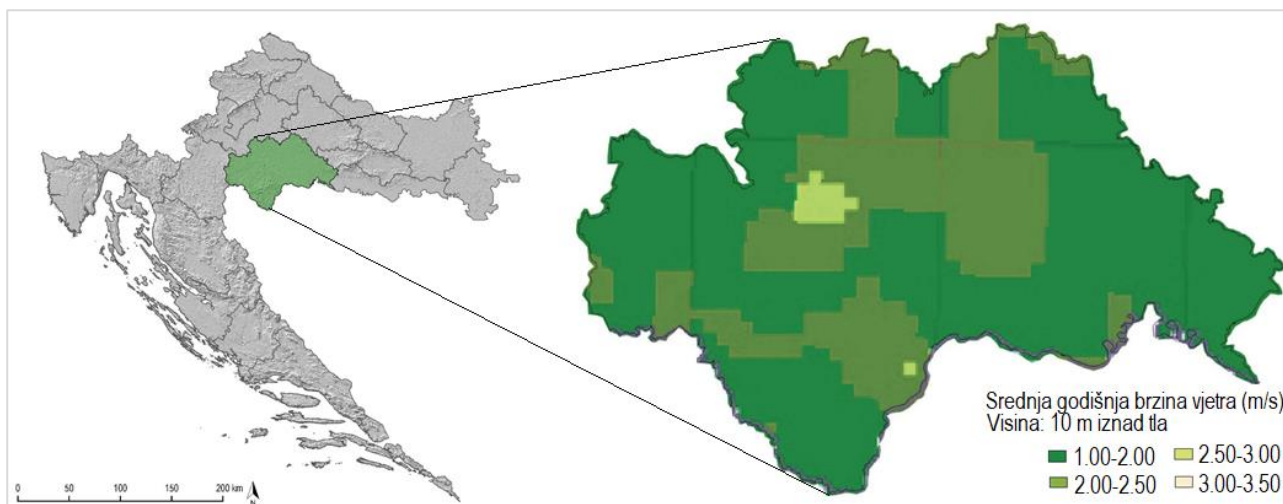 Srednja godišnja brzina vjetra (m/s)
Visina: 10 m iznad tla
1.00-2.00 2.50-3.00
2.00-2.50 3.00-3.50
0 50 100 150 200 km
N